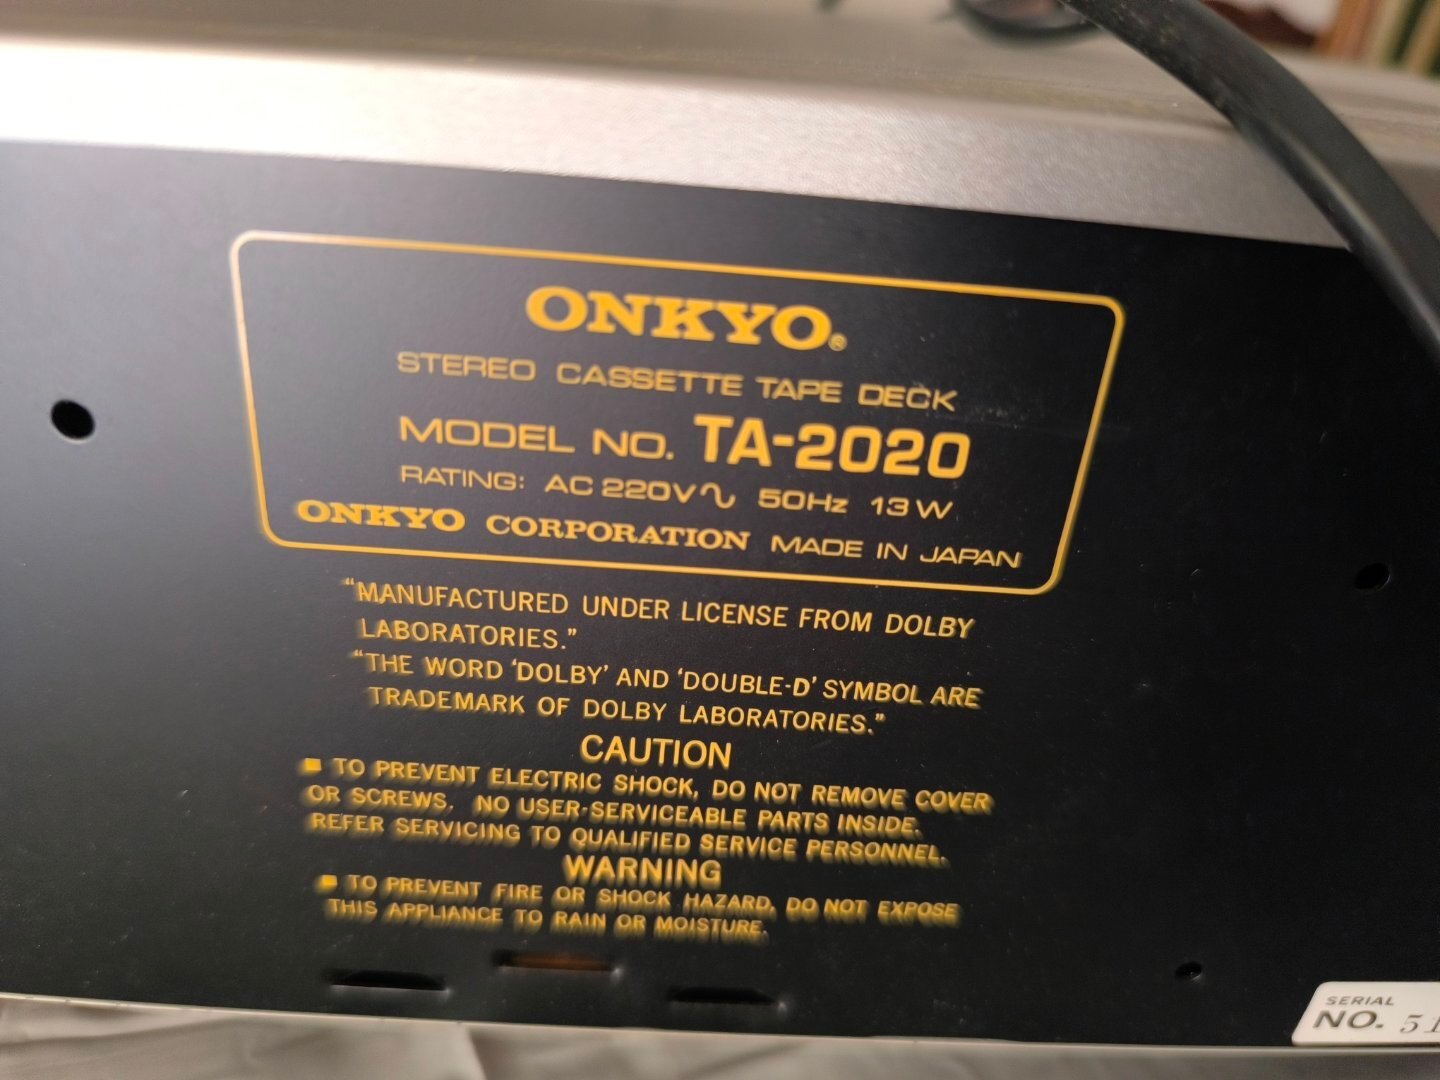 ONKYO®
STEREO CASSETTE TAPE DECK
MODEL NO. TA-2020
RATING: AC 220V∿ 50Hz 13 W
ONKYO CORPORATION MADE IN JAPAN
“MANUFACTURED UNDER LICENSE FROM DOLBY
LABORATORIES.”
“THE WORD ‘DOLBY’ AND ‘DOUBLE-D’ SYMBOL ARE
TRADEMARK OF DOLBY LABORATORIES.”
CAUTION
■ TO PREVENT ELECTRIC SHOCK, DO NOT REMOVE COVER
OR SCREWS. NO USER-SERVICEABLE PARTS INSIDE.
REFER SERVICING TO QUALIFIED SERVICE PERSONNEL.
WARNING
■ TO PREVENT FIRE OR SHOCK HAZARD, DO NOT EXPOSE
THIS APPLIANCE TO RAIN OR MOISTURE.
SERIAL
NO. 51